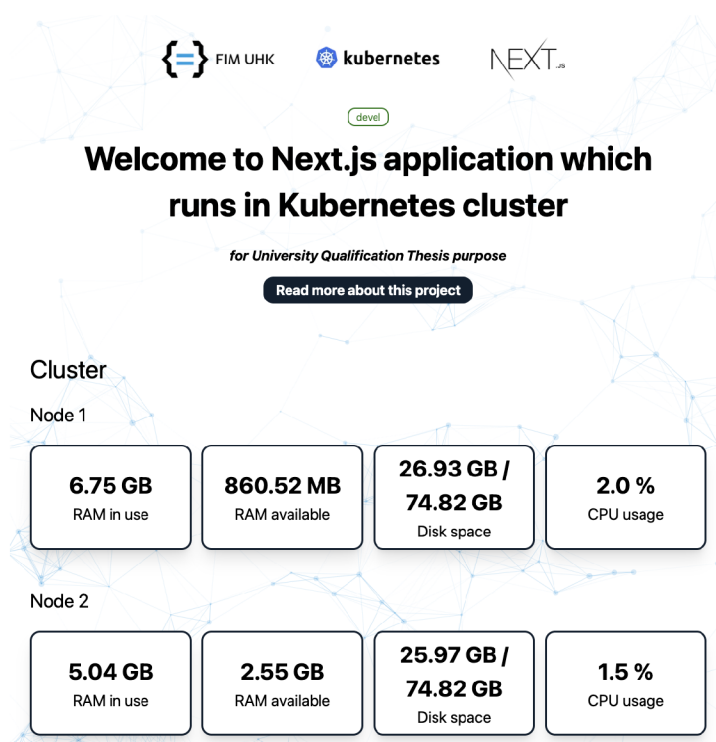 {=} FIM UHK
kubernetes
NEXT.JS
devel
Welcome to Next.js application which
runs in Kubernetes cluster
for University Qualification Thesis purpose
Read more about this project
Cluster
Node 1
6.75 GB
RAM in use
860.52 MB
RAM available
26.93 GB /
74.82 GB
Disk space
2.0 %
CPU usage
Node 2
5.04 GB
RAM in use
2.55 GB
RAM available
25.97 GB /
74.82 GB
Disk space
1.5 %
CPU usage